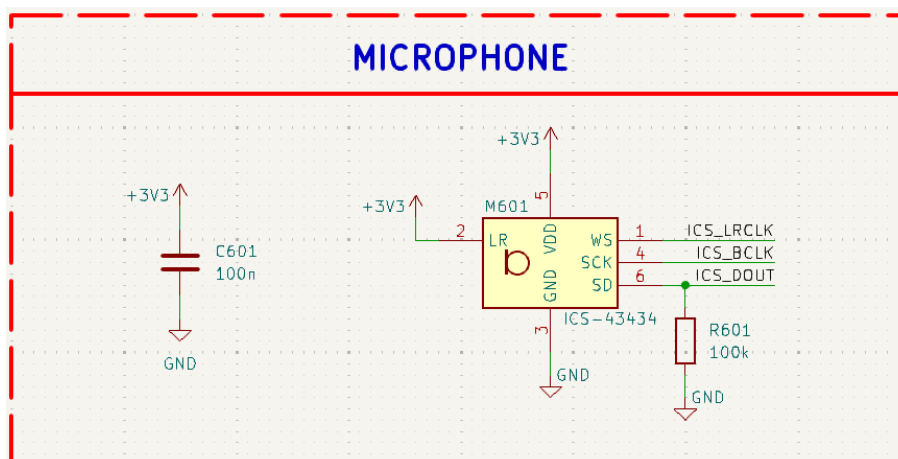 MICROPHONE
+3V3
C601
100n
GND
+3V3
+3V3
5
M601
2
LR
VDD
WS
1
ICS_LRCLK
SCK
4
ICS_BCLK
GND
SD
6
ICS_DOUT
ICS-43434
3
GND
R601
100k
GND